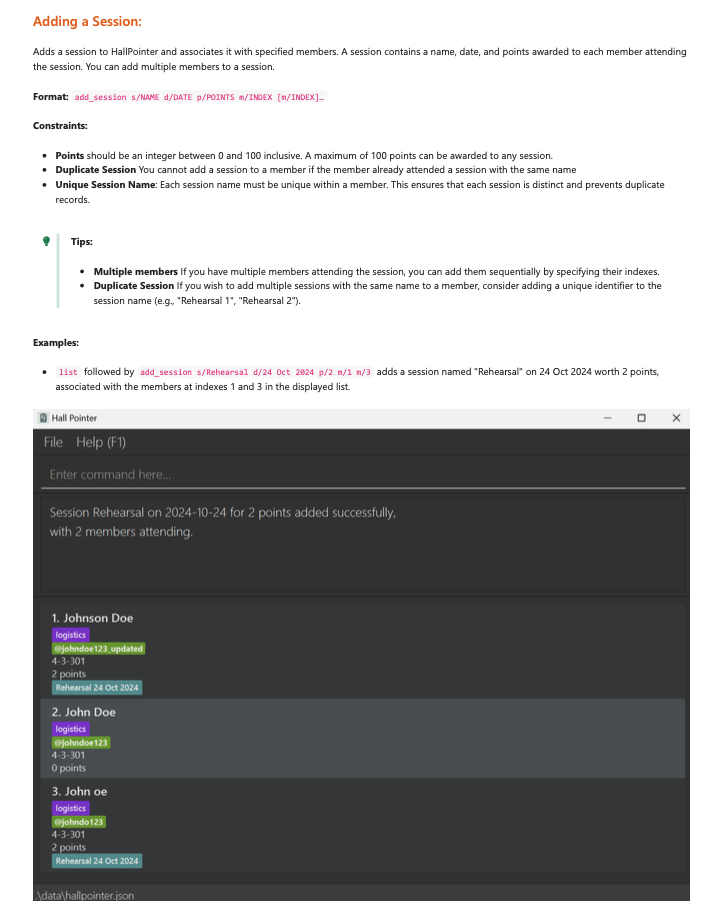 Adding a Session:
Adds a session to HallPointer and associates it with specified members. A session contains a name, date, and points awarded to each member attending
the session. You can add multiple members to a session.
Format: add_session s/NAME d/DATE p/POINTS m/INDEX [m/INDEX]…
Constraints:
• Points should be an integer between 0 and 100 inclusive. A maximum of 100 points can be awarded to any session.
• Duplicate Session You cannot add a session to a member if the member already attended a session with the same name
• Unique Session Name: Each session name must be unique within a member. This ensures that each session is distinct and prevents duplicate
records.
Tips:
• Multiple members If you have multiple members attending the session, you can add them sequentially by specifying their indexes.
• Duplicate Session If you wish to add multiple sessions with the same name to a member, consider adding a unique identifier to the
session name (e.g., "Rehearsal 1", "Rehearsal 2").
Examples:
• list followed by add_session s/Rehearsal d/24 Oct 2024 p/2 m/1 m/3 adds a session named "Rehearsal" on 24 Oct 2024 worth 2 points,
associated with the members at indexes 1 and 3 in the displayed list.
Hall Pointer
File Help (F1)
Enter command here...
Session Rehearsal on 2024-10-24 for 2 points added successfully,
with 2 members attending.
1. Johnson Doe
logistics
@johndoe123_updated
4-3-301
2 points
Rehearsal 24 Oct 2024
2. John Doe
logistics
@johndoe123
4-3-301
0 points
3. John oe
logistics
@johndo123
4-3-301
2 points
Rehearsal 24 Oct 2024
.\data\hallpointer.json